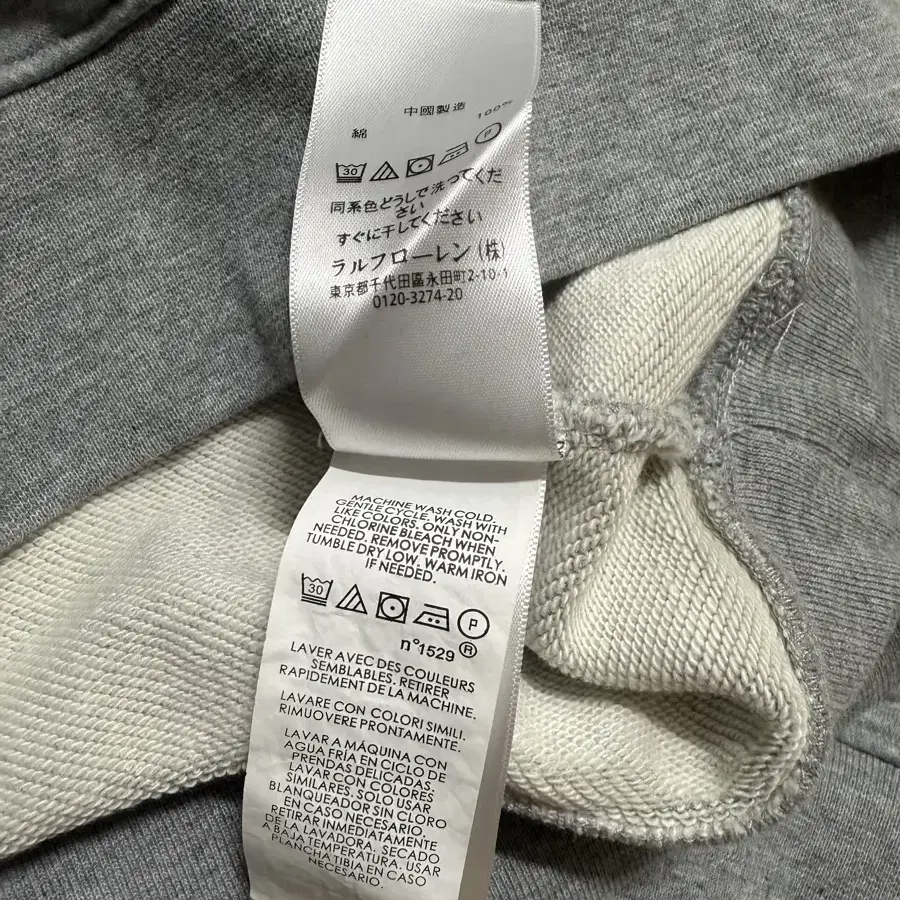 中國製造
綿 100%
30 P
同系色どうしで洗ってくだ
さい
すぐに干してください
ラルフローレン(株)
東京都千代田區永田町2-10-1
0120-3274-20
MACHINE WASH COLD,
GENTLE CYCLE. WASH WITH
LIKE COLORS. ONLY NON-
CHLORINE BLEACH WHEN
NEEDED. REMOVE PROMPTLY.
TUMBLE DRY LOW. WARM IRON
IF NEEDED.
30 P
n°1529®
LAVER AVEC DES COULEURS
SEMBLABLES. RETIRER
RAPIDEMENT DE LA MACHINE.
LAVARE CON COLORI SIMILI.
RIMUOVERE PRONTAMENTE.
LAVAR A MÁQUINA CON
AGUA FRÍA EN CICLO DE
PRENDAS DELICADAS.
LAVAR CON COLORES
SIMILARES. SOLO USAR
BLANQUEADOR SIN CLORO
EN CASO NECESARIO.
RETIRAR INMEDIATAMENTE
DE LA LAVADORA. SECADO
A BAJA TEMPERATURA. USAR
PLANCHA TIBIA EN CASO
NECESARIO.